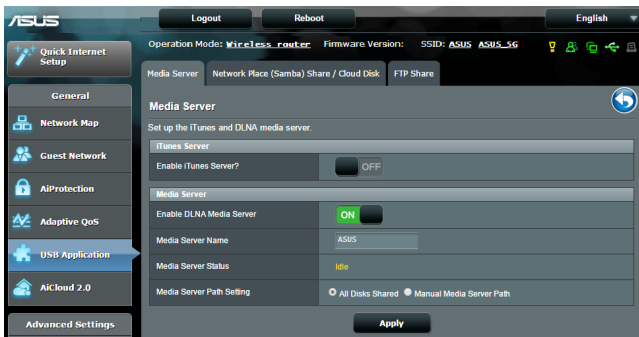 ASUS Logout Reboot English
Quick Internet Setup
Operation Mode: Wireless router Firmware Version: SSID: ASUS ASUS_5G
Media Server Network Place (Samba) Share / Cloud Disk FTP Share
General
Network Map
Guest Network
AiProtection
Adaptive QoS
USB Application
AiCloud 2.0
Advanced Settings
Media Server
Set up the iTunes and DLNA media server.
iTunes Server
Enable iTunes Server? OFF
Media Server
Enable DLNA Media Server ON
Media Server Name ASUS
Media Server Status Idle
Media Server Path Setting All Disks Shared Manual Media Server Path
Apply